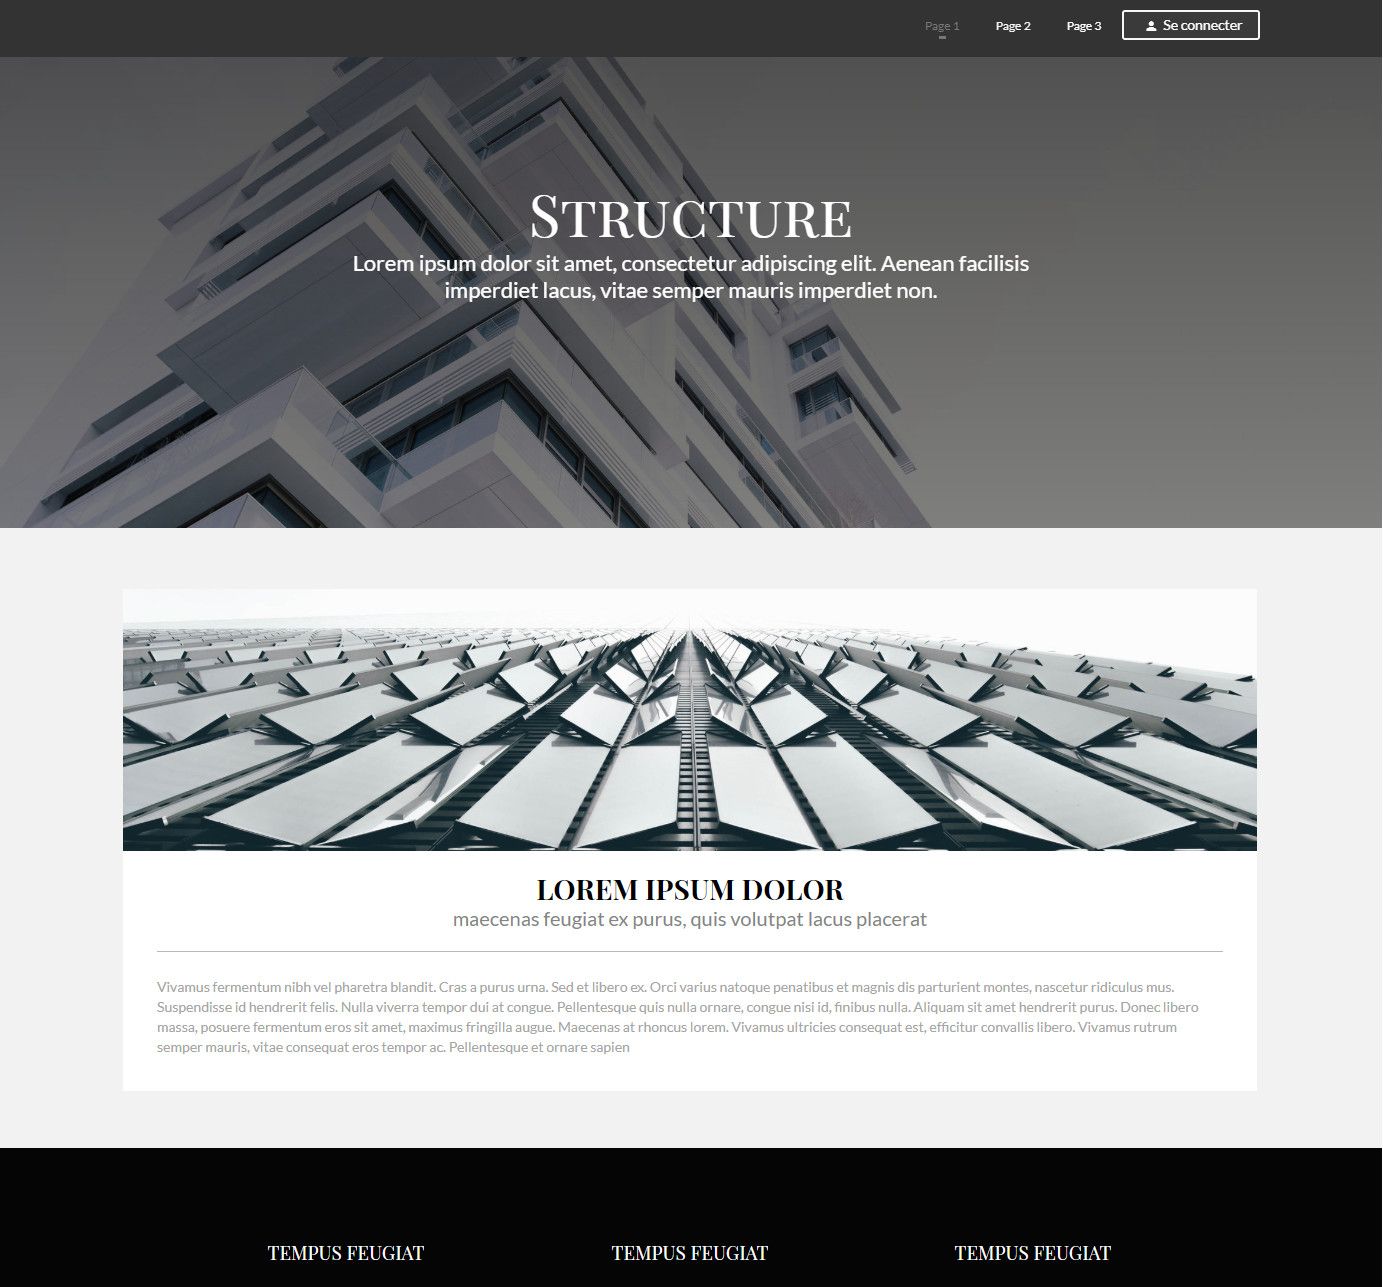 Page 1 Page 2 Page 3 Se connecter
Structure
Lorem ipsum dolor sit amet, consectetur adipiscing elit. Aenean facilisis
imperdiet lacus, vitae semper mauris imperdiet non.
LOREM IPSUM DOLOR
maecenas feugiat ex purus, quis volutpat lacus placerat
Vivamus fermentum nibh vel pharetra blandit. Cras a purus urna. Sed et libero ex. Orci varius natoque penatibus et magnis dis parturient montes, nascetur ridiculus mus.
Suspendisse id hendrerit felis. Nulla viverra tempor dui at congue. Pellentesque quis nulla ornare, congue nisi id, finibus nulla. Aliquam sit amet hendrerit purus. Donec libero
massa, posuere fermentum eros sit amet, maximus fringilla augue. Maecenas at rhoncus lorem. Vivamus ultricies consequat est, efficitur convallis libero. Vivamus rutrum
semper mauris, vitae consequat eros tempor ac. Pellentesque et ornare sapien
TEMPUS FEUGIAT TEMPUS FEUGIAT TEMPUS FEUGIAT